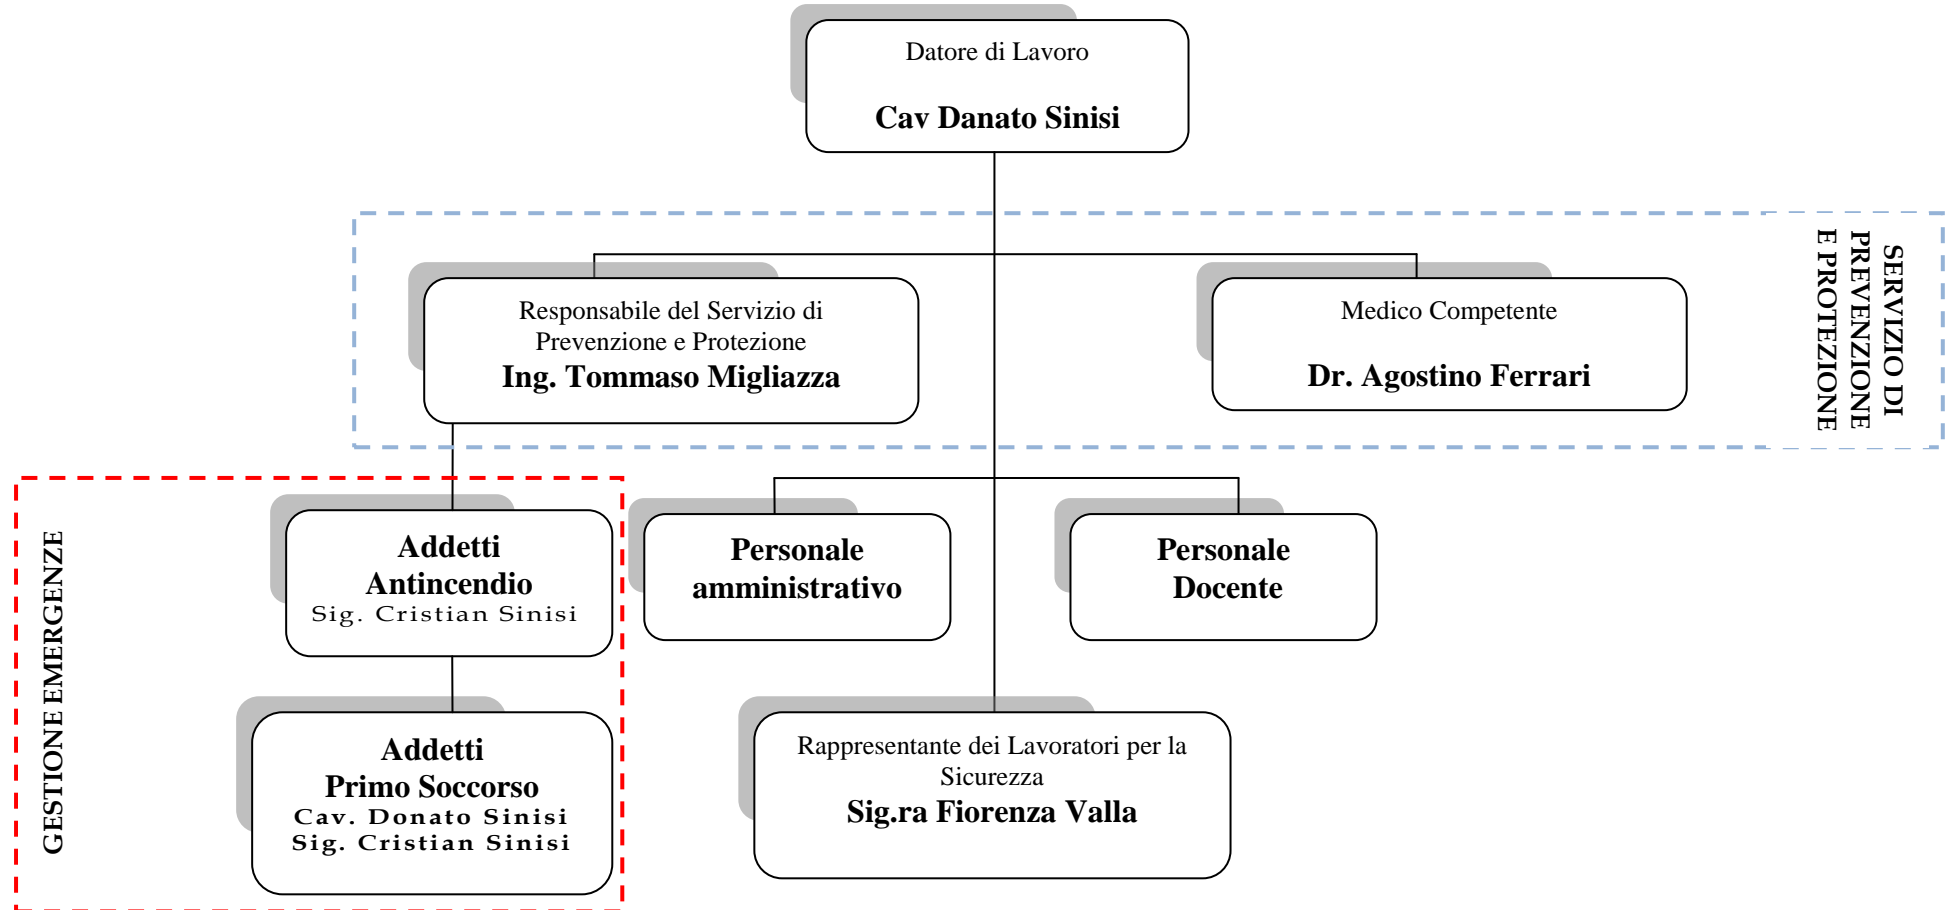 Datore di Lavoro
Cav Danato Sinisi
SERVIZIO DI
PREVENZIONE
E PROTEZIONE
Responsabile del Servizio di
Prevenzione e Protezione
Ing. Tommaso Migliazza
Medico Competente
Dr. Agostino Ferrari
GESTIONE EMERGENZE
Addetti
Antincendio
Sig. Cristian Sinisi
Personale
amministrativo
Personale
Docente
Addetti
Primo Soccorso
Cav. Donato Sinisi
Sig. Cristian Sinisi
Rappresentante dei Lavoratori per la
Sicurezza
Sig.ra Fiorenza Valla